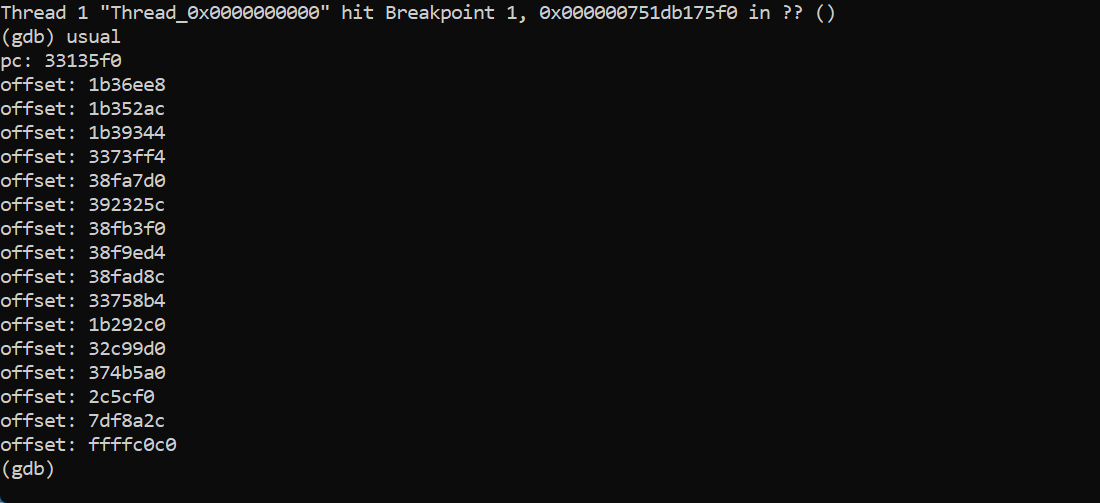 Thread 1 "Thread_0x0000000000" hit Breakpoint 1, 0x000000751db175f0 in ?? ()
(gdb) usual
pc: 33135f0
offset: 1b36ee8
offset: 1b352ac
offset: 1b39344
offset: 3373ff4
offset: 38fa7d0
offset: 392325c
offset: 38fb3f0
offset: 38f9ed4
offset: 38fad8c
offset: 33758b4
offset: 1b292c0
offset: 32c99d0
offset: 374b5a0
offset: 2c5cf0
offset: 7df8a2c
offset: ffffc0c0
(gdb)